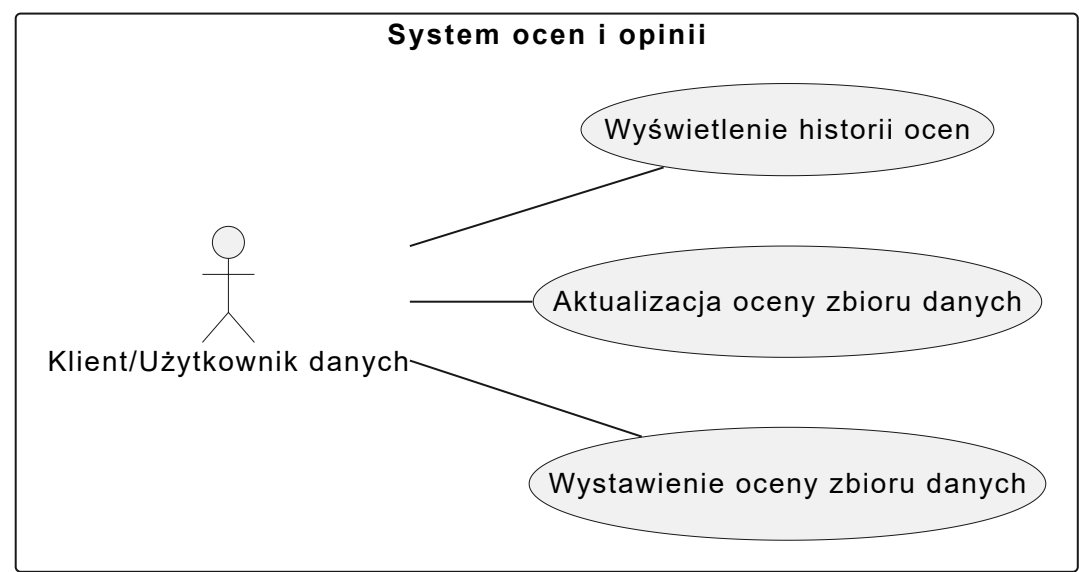 System ocen i opinii
Wyświetlenie historii ocen
Aktualizacja oceny zbioru danych
Klient/Użytkownik danych
Wystawienie oceny zbioru danych